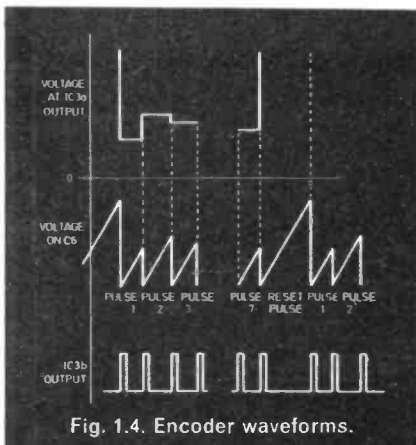 VOLTAGE
AT IC3a
OUTPUT
0
VOLTAGE
ON C6
PULSE PULSE PULSE PULSE RESET PULSE PULSE
1 2 3 7 PULSE 1 2
IC3b
OUTPUT
Fig. 1.4. Encoder waveforms.